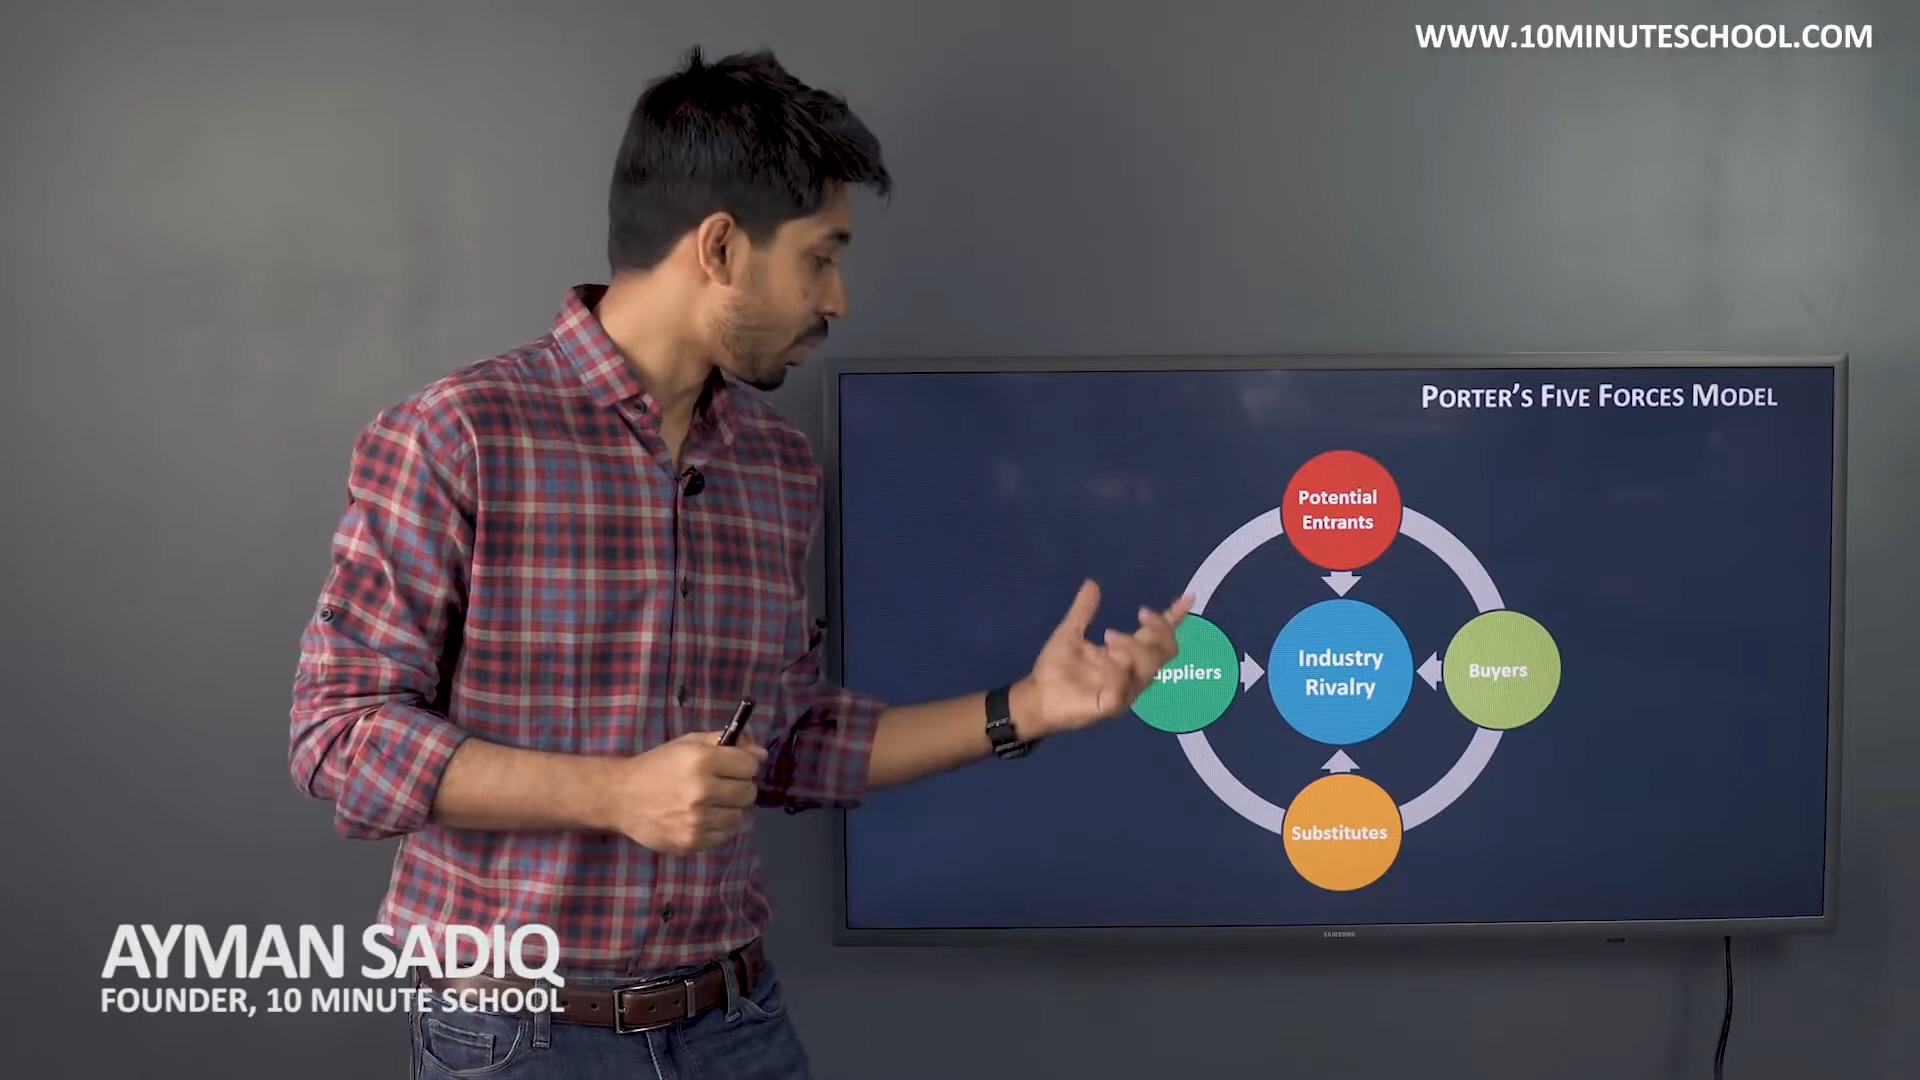 WWW.10MINUTESCHOOL.COM
PORTER'S FIVE FORCES MODEL
Potential
Entrants
uppliers
Industry
Rivalry
Buyers
Substitutes
SAMSUNG
AYMAN SADIQ
FOUNDER, 10 MINUTE SCHOOL